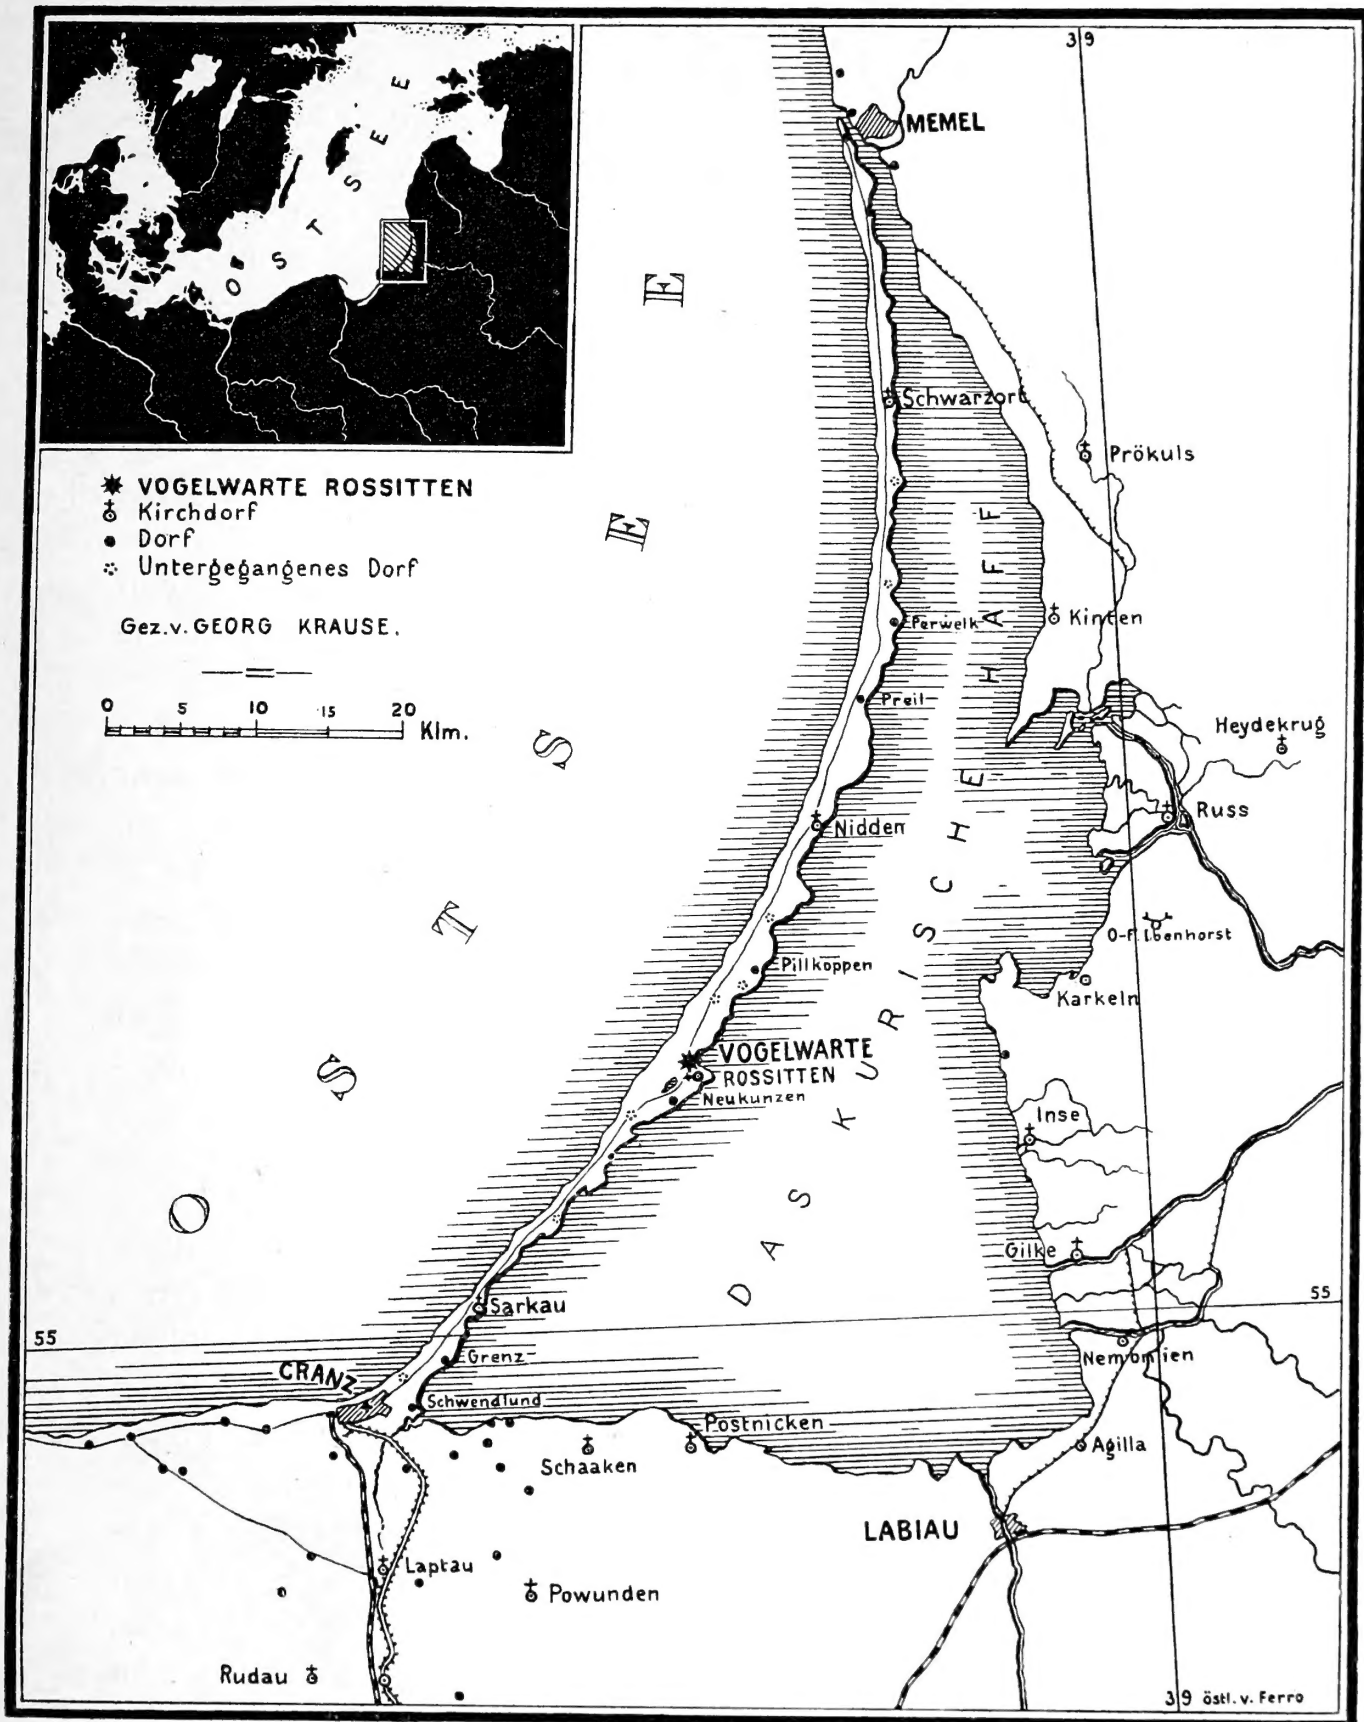 OSTSEE
39
MEMEL
Schwarzort
Prökuls
VOGELWARTE ROSSITTEN
Kirchdorf
Dorf
Untergegangenes Dorf
Gez.v. GEORG KRAUSE.
0 5 10 15 20 Klm.
OSTSEE
DAS KURISCHE HAFF
Perwelk
Kinten
Preil
Heydekrug
Nidden
Russ
O-F. Ibenhorst
Pillkoppen
Karkeln
VOGELWARTE
ROSSITTEN
Neukunzen
Inse
Gilke
Sarkau
55
55
Grenz
Nemonien
CRANZ
Schwendlund
Postnicken
Schaaken
Agilla
LABIAU
Laptau
Powunden
Rudau
39 östl. v. Ferro